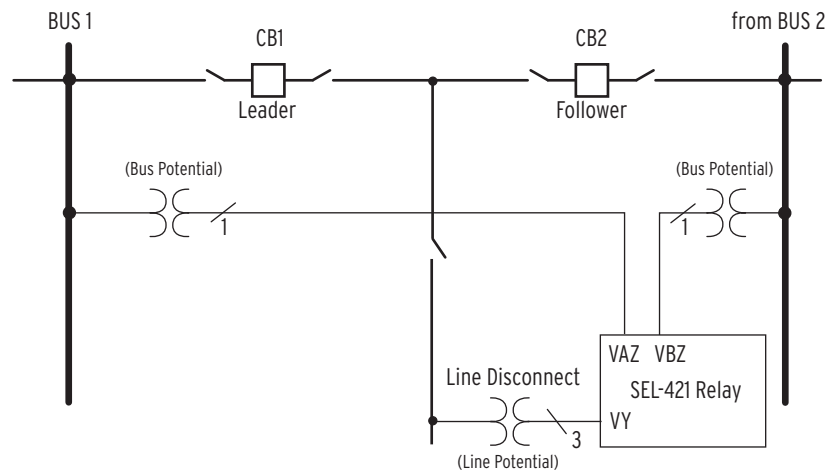 BUS 1
CB1
CB2
from BUS 2
Leader
Follower
(Bus Potential)
(Bus Potential)
1
1
VAZ VBZ
Line Disconnect
SEL-421 Relay
VY
3
(Line Potential)